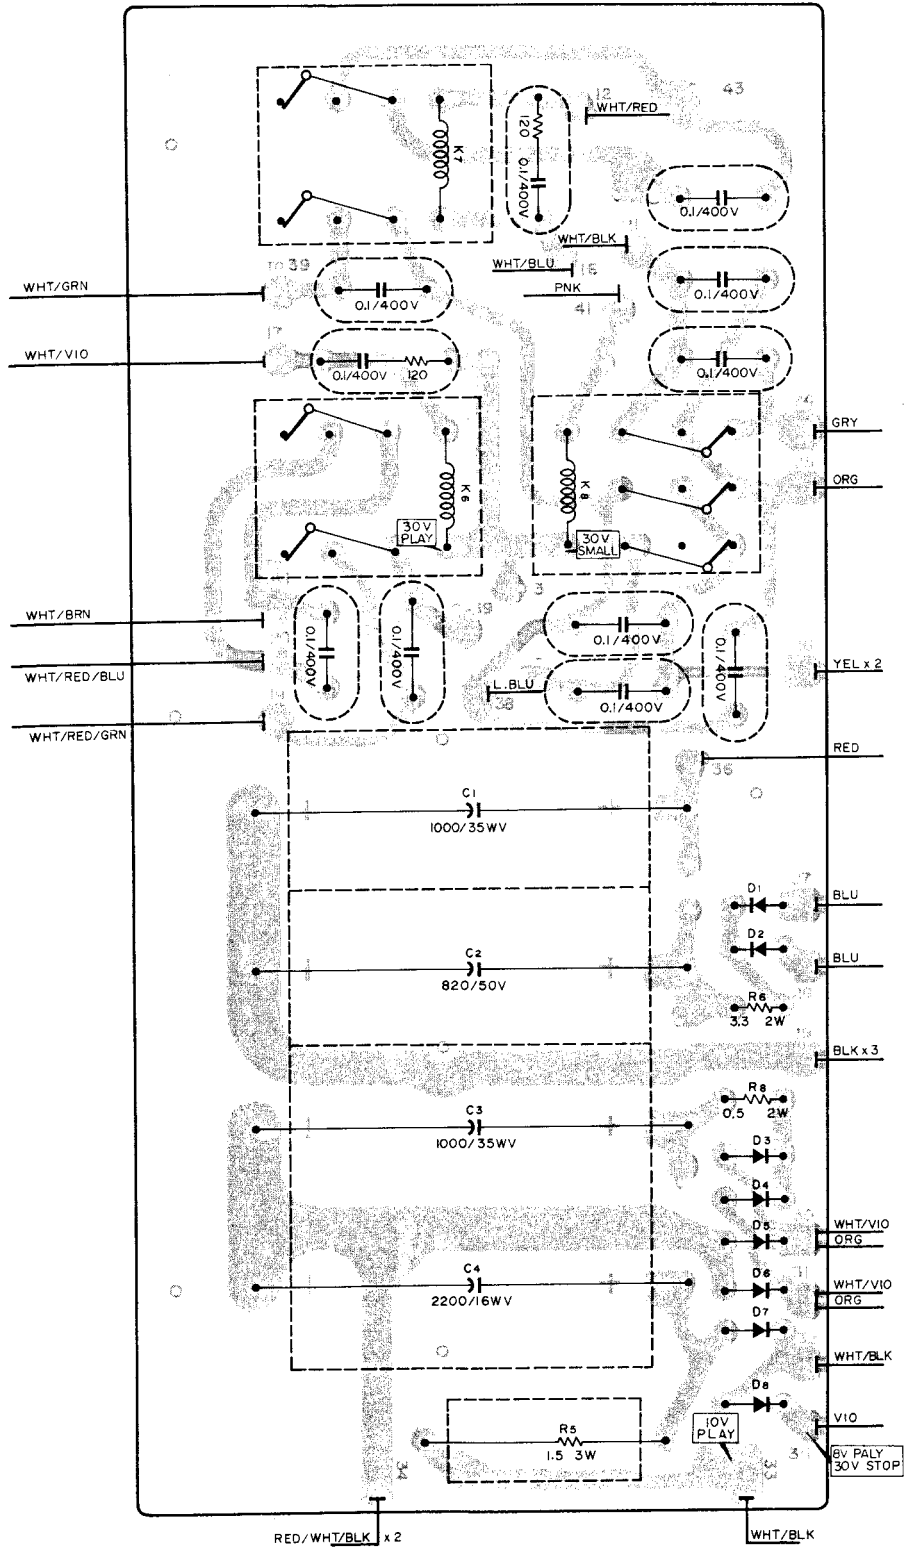 43
12
WHT/RED
K7
120
0.1/400V
0.1/400V
WHT/BLK
WHT/BLU
16
PNK
41
39
WHT/GRN
0.1/400V
0.1/400V
17
WHT/VIO
0.1/400V 120
0.1/400V
GRY
ORG
K6
30V
PLAY
K8
30V
SMALL
3
19
WHT/BRN
0.1/400V
0.1/400V
0.1/400V
0.1/400V
WHT/RED/BLU
YEL x 2
L.BLU
38
0.1/400V
WHT/RED/GRN
RED
36
C1
1000/35WV
D1
BLU
D2
C2
820/50V
BLU
R6
3.3 2W
BLK x 3
R8
0.5 2W
C3
1000/35WV
D3
D4
D5
WHT/VIO
ORG
C4
2200/16WV
D6
WHT/VIO
ORG
D7
WHT/BLK
D8
10V
PLAY
VIO
R5
1.5 3W
8V PALY
30V STOP
34
33
RED/WHT/BLK x 2
WHT/BLK